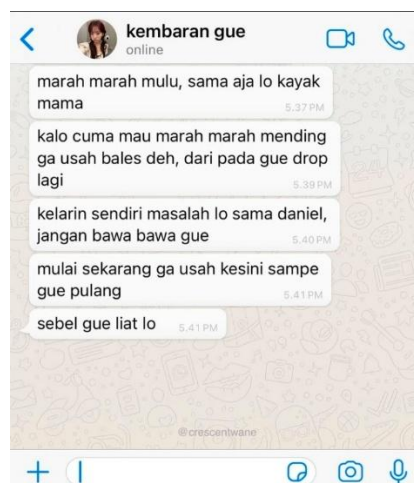 kembaran gue
online
marah marah mulu, sama aja lo kayak
mama
5.37 PM
kalo cuma mau marah marah mending
ga usah bales deh, dari pada gue drop
lagi
5.39 PM
kelarin sendiri masalah lo sama daniel,
jangan bawa bawa gue
5.40 PM
mulai sekarang ga usah kesini sampe
gue pulang
5.41 PM
sebel gue liat lo 5.41 PM
@crescentwane